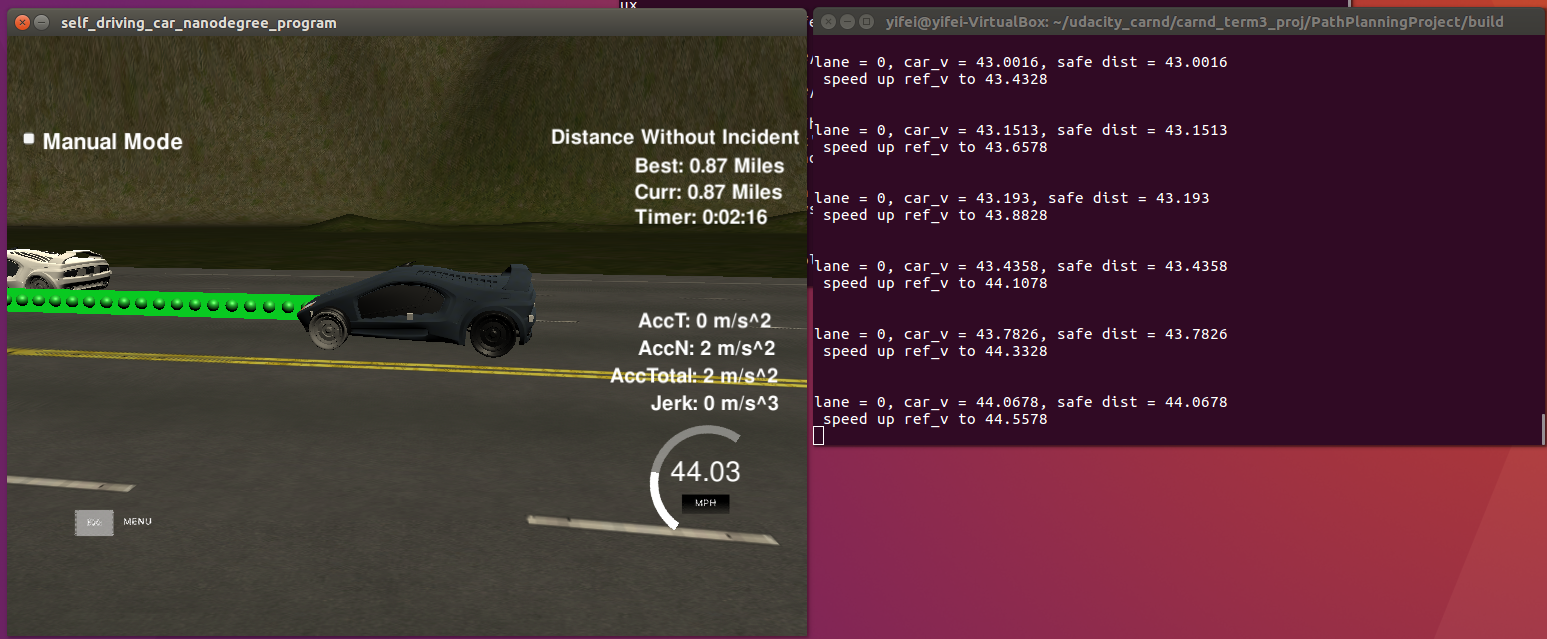 self_driving_car_nanodegree_program
Manual Mode
Distance Without Incident
Best: 0.87 Miles
Curr: 0.87 Miles
Timer: 0:02:16
AccT: 0 m/s^2
AccN: 2 m/s^2
AccTotal: 2 m/s^2
Jerk: 0 m/s^3
44.03
MPH
MENU
yifei@yifei-VirtualBox: ~/udacity_carnd/carnd_term3_proj/PathPlanningProject/build
lane = 0, car_v = 43.0016, safe dist = 43.0016
speed up ref_v to 43.4328
lane = 0, car_v = 43.1513, safe dist = 43.1513
speed up ref_v to 43.6578
lane = 0, car_v = 43.193, safe dist = 43.193
speed up ref_v to 43.8828
lane = 0, car_v = 43.4358, safe dist = 43.4358
speed up ref_v to 44.1078
lane = 0, car_v = 43.7826, safe dist = 43.7826
speed up ref_v to 44.3328
lane = 0, car_v = 44.0678, safe dist = 44.0678
speed up ref_v to 44.5578